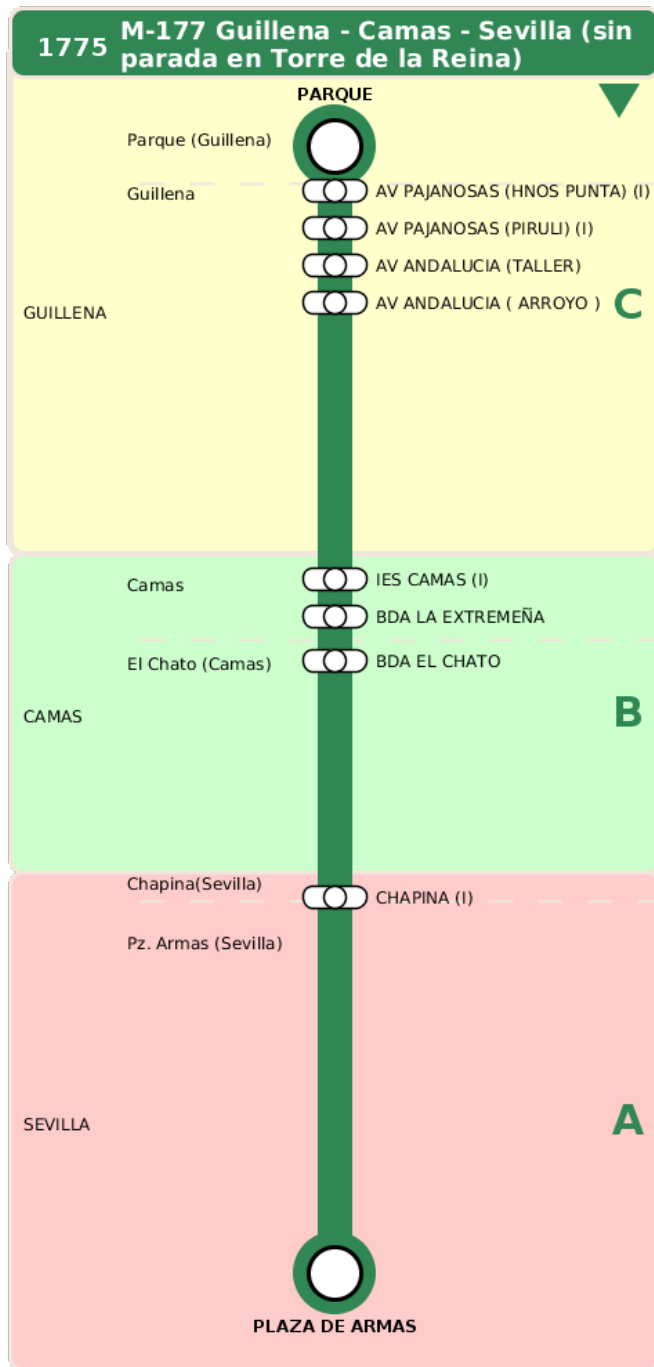 1775
M-177 Guillena - Camas - Sevilla (sin
parada en Torre de la Reina)
PARQUE
Parque (Guillena)
Guillena
AV PAJANOSAS (HNOS PUNTA) (I)
AV PAJANOSAS (PIRULI) (I)
AV ANDALUCIA (TALLER)
AV ANDALUCIA ( ARROYO )
C
GUILLENA
Camas
IES CAMAS (I)
BDA LA EXTREMEÑA
El Chato (Camas)
BDA EL CHATO
CAMAS
B
Chapina(Sevilla)
CHAPINA (I)
Pz. Armas (Sevilla)
SEVILLA
A
PLAZA DE ARMAS